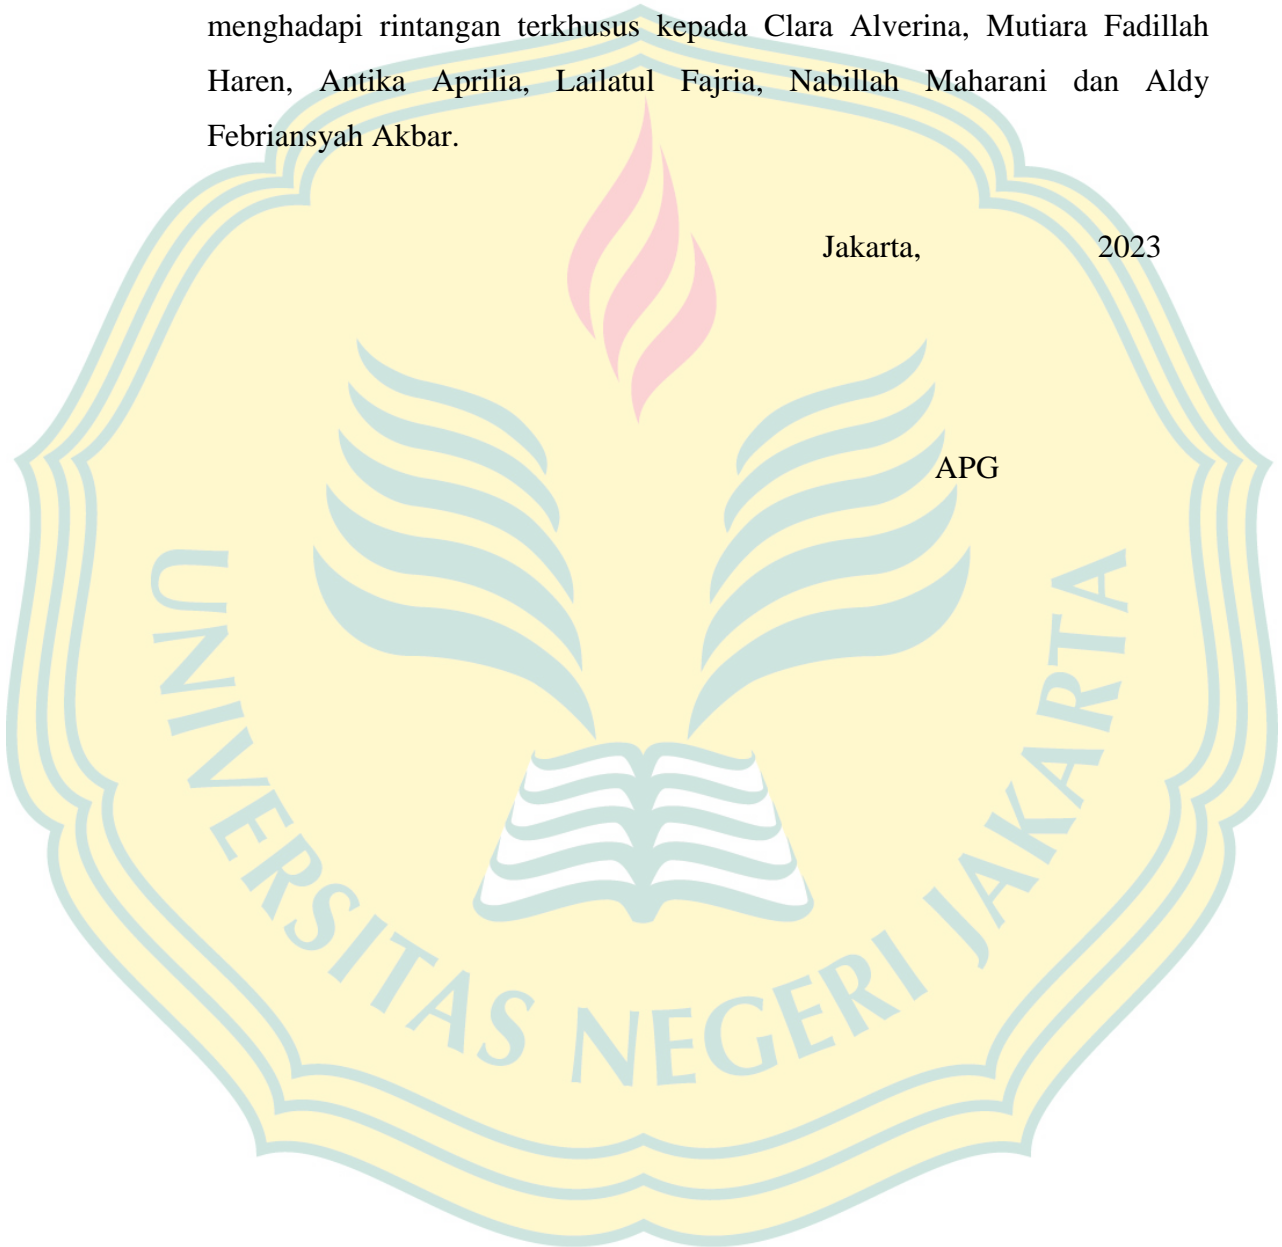 menghadapi rintangan terkhusus kepada Clara Alverina, Mutiara Fadillah
Haren, Antika Aprilia, Lailatul Fajria, Nabillah Maharani dan Aldy
Febriansyah Akbar.
Jakarta, 2023
APG
UNIVERSITAS NEGERI JAKARTA